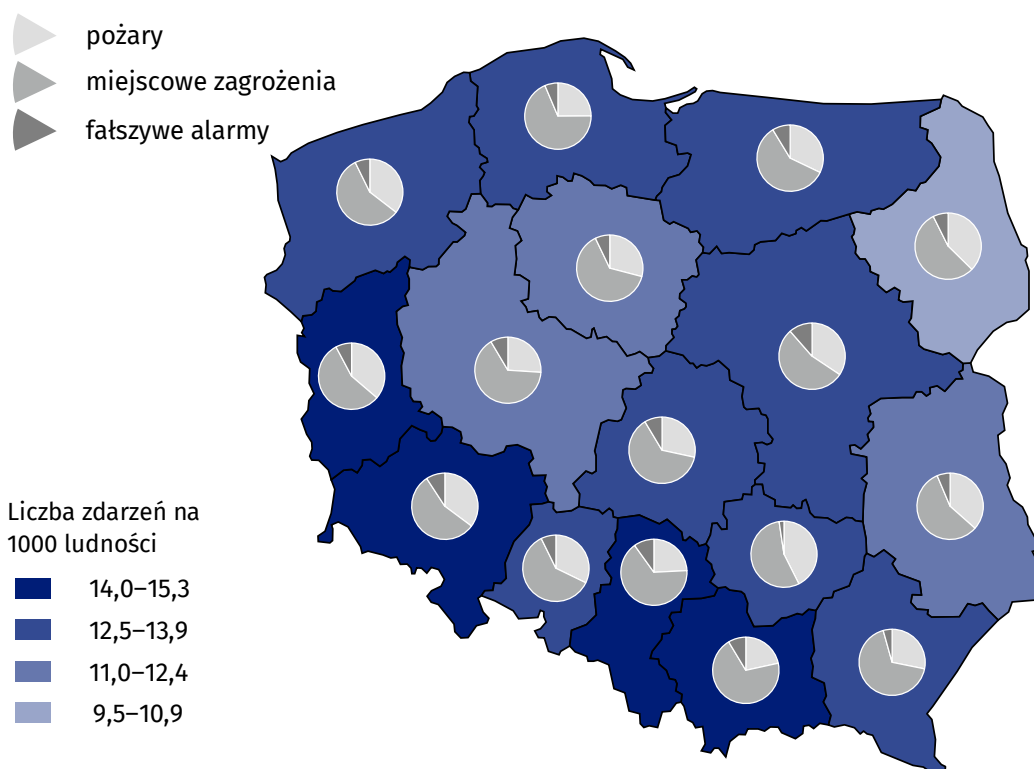 pożary
miejscowe zagrożenia
fałszywe alarmy
Liczba zdarzeń na
1000 ludności
14,0–15,3
12,5–13,9
11,0–12,4
9,5–10,9